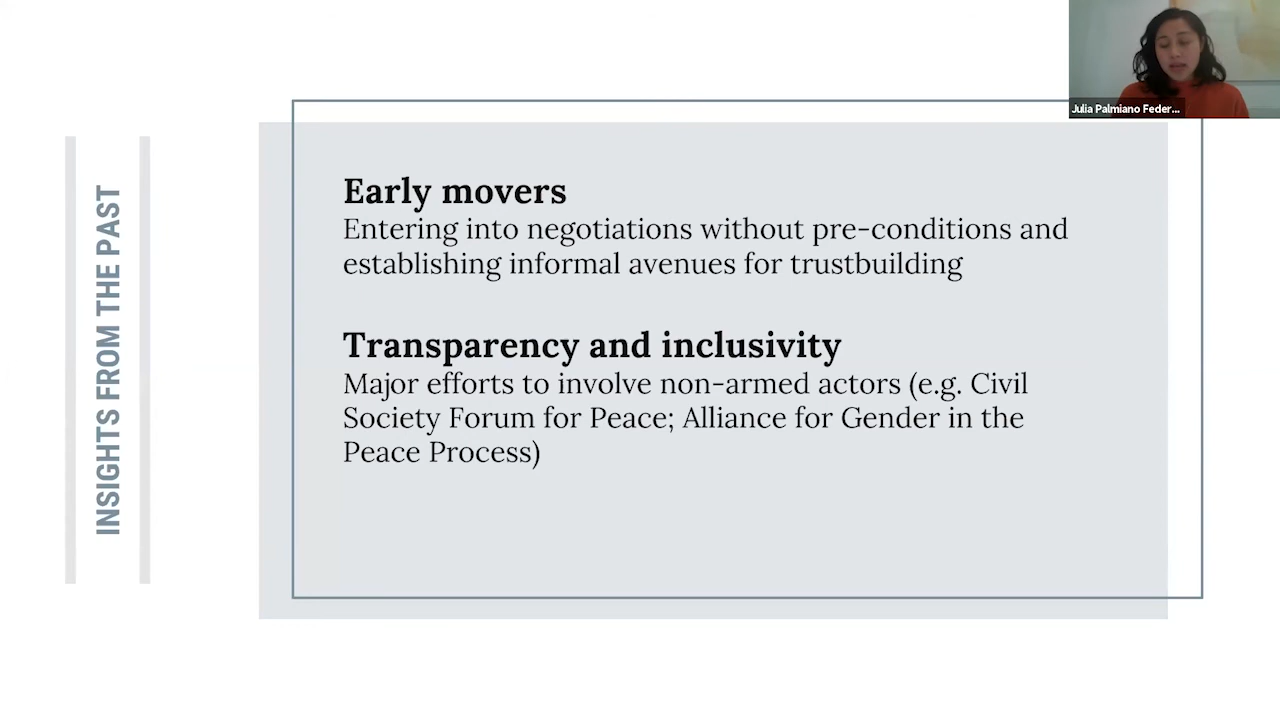 Julia Palmiano Feder...
INSIGHTS FROM THE PAST
Early movers
Entering into negotiations without pre-conditions and
establishing informal avenues for trustbuilding
Transparency and inclusivity
Major efforts to involve non-armed actors (e.g. Civil
Society Forum for Peace; Alliance for Gender in the
Peace Process)